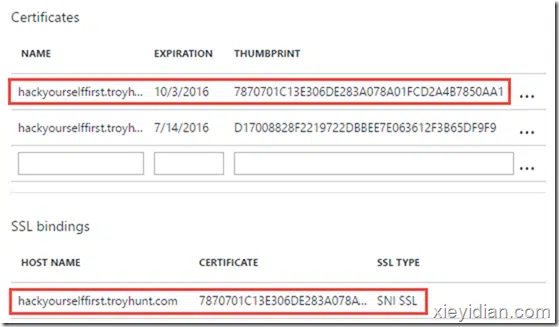 Certificates
NAME EXPIRATION THUMBPRINT
hackyourselffirst.troyh... 10/3/2016 7870701C13E306DE283A078A01FCD2A4B7850AA1 ...
hackyourselffirst.troyh... 7/14/2016 D17008828F2219722DBBEE7E063612F3B65DF9F9 ...
...
SSL bindings
HOST NAME CERTIFICATE SSL TYPE
hackyourselffirst.troyhunt.com 7870701C13E306DE283A078A... SNI SSL
xieyidian.com